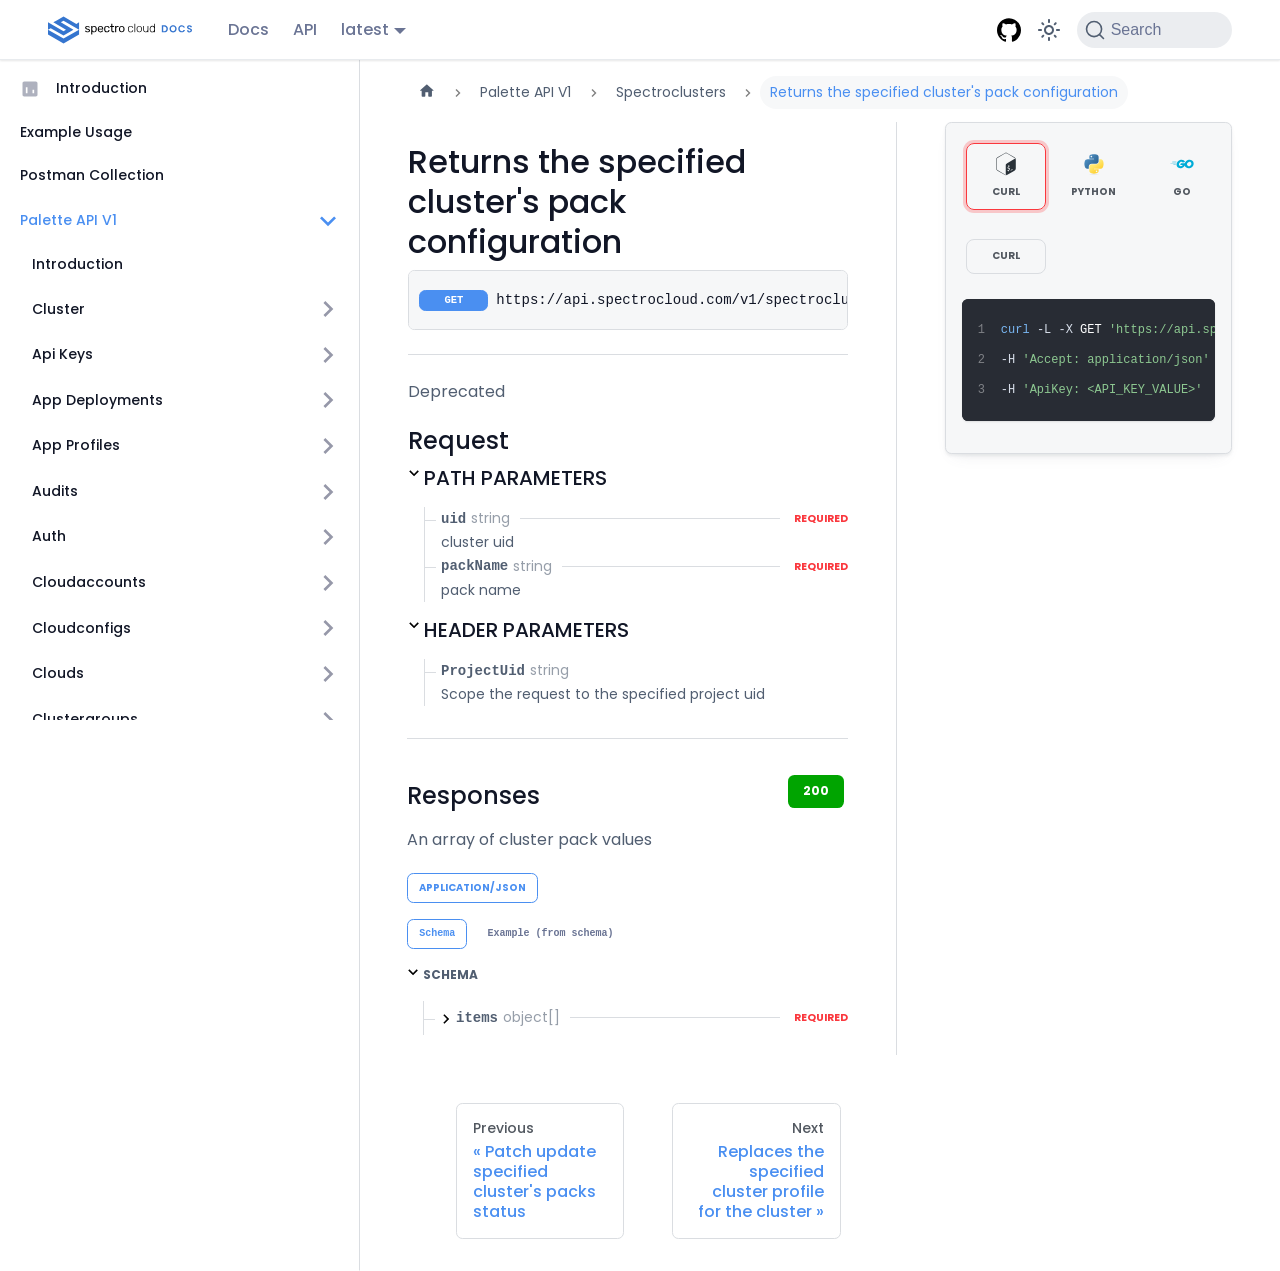 spectro cloud DOCS
Docs
API
latest
Search
Introduction
Example Usage
Postman Collection
Palette API V1
Introduction
Cluster
Api Keys
App Deployments
App Profiles
Audits
Auth
Cloudaccounts
Cloudconfigs
Clouds
Clustergroups
Palette API V1
Spectroclusters
Returns the specified cluster's pack configuration
Returns the specified
cluster's pack
configuration
GET https://api.spectrocloud.com/v1/spectroclu
Deprecated
Request
PATH PARAMETERS
uid string REQUIRED
cluster uid
packName string REQUIRED
pack name
HEADER PARAMETERS
ProjectUid string
Scope the request to the specified project uid
Responses
200
An array of cluster pack values
APPLICATION/JSON
Schema Example (from schema)
SCHEMA
items object[] REQUIRED
CURL PYTHON GO
CURL
1 curl -L -X GET 'https://api.sp
2 -H 'Accept: application/json'
3 -H 'ApiKey: <API_KEY_VALUE>'
Previous
« Patch update
specified
cluster's packs
status
Next
Replaces the
specified
cluster profile
for the cluster »